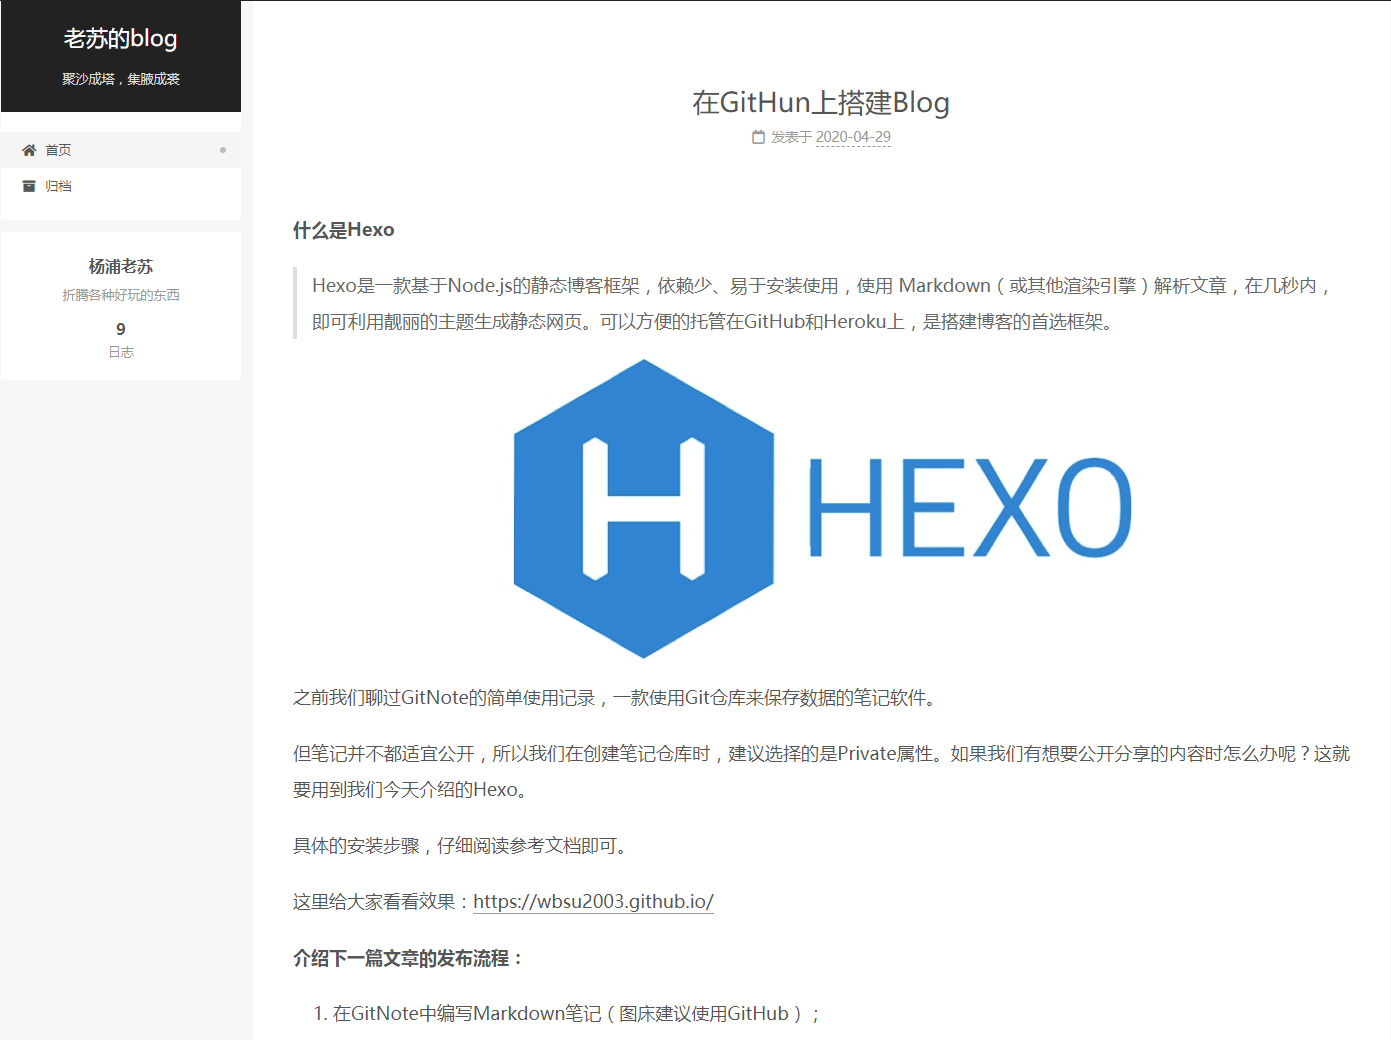 老苏的blog
聚沙成塔，集腋成裘
首页
归档
杨浦老苏
折腾各种好玩的东西
9
日志
在GitHun上搭建Blog
发表于 2020-04-29
什么是Hexo
Hexo是一款基于Node.js的静态博客框架，依赖少、易于安装使用，使用 Markdown（或其他渲染引擎）解析文章，在几秒内，
即可利用靓丽的主题生成静态网页。可以方便的托管在GitHub和Heroku上，是搭建博客的首选框架。
H HEXO
之前我们聊过GitNote的简单使用记录，一款使用Git仓库来保存数据的笔记软件。
但笔记并不都适宜公开，所以我们在创建笔记仓库时，建议选择的是Private属性。如果我们有想要公开分享的内容时怎么办呢？这就
要用到我们今天介绍的Hexo。
具体的安装步骤，仔细阅读参考文档即可。
这里给大家看看效果：https://wbsu2003.github.io/
介绍下一篇文章的发布流程：
1. 在GitNote中编写Markdown笔记（图床建议使用GitHub）；